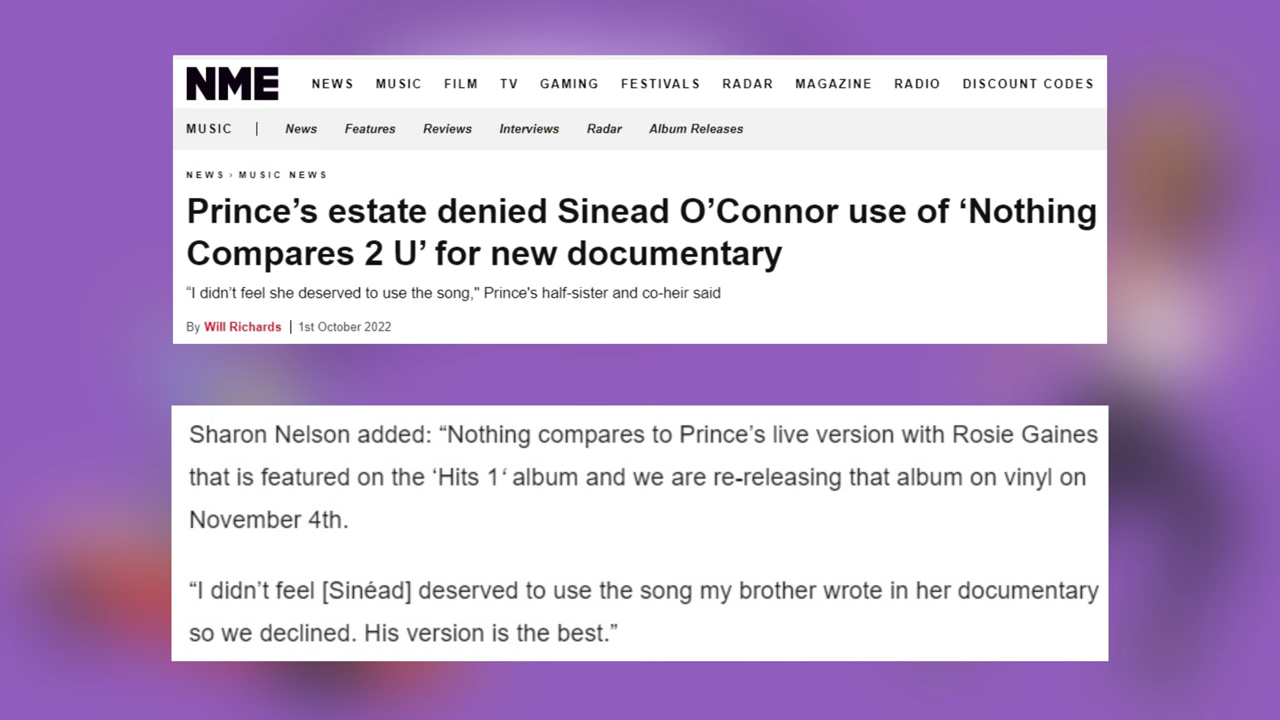 NME NEWS MUSIC FILM TV GAMING FESTIVALS RADAR MAGAZINE RADIO DISCOUNT CODES
MUSIC | News Features Reviews Interviews Radar Album Releases
NEWS › MUSIC NEWS
Prince’s estate denied Sinead O’Connor use of ‘Nothing
Compares 2 U’ for new documentary
“I didn’t feel she deserved to use the song," Prince's half-sister and co-heir said
By Will Richards | 1st October 2022
Sharon Nelson added: “Nothing compares to Prince’s live version with Rosie Gaines
that is featured on the ‘Hits 1‘ album and we are re-releasing that album on vinyl on
November 4th.
“I didn’t feel [Sinéad] deserved to use the song my brother wrote in her documentary
so we declined. His version is the best.”